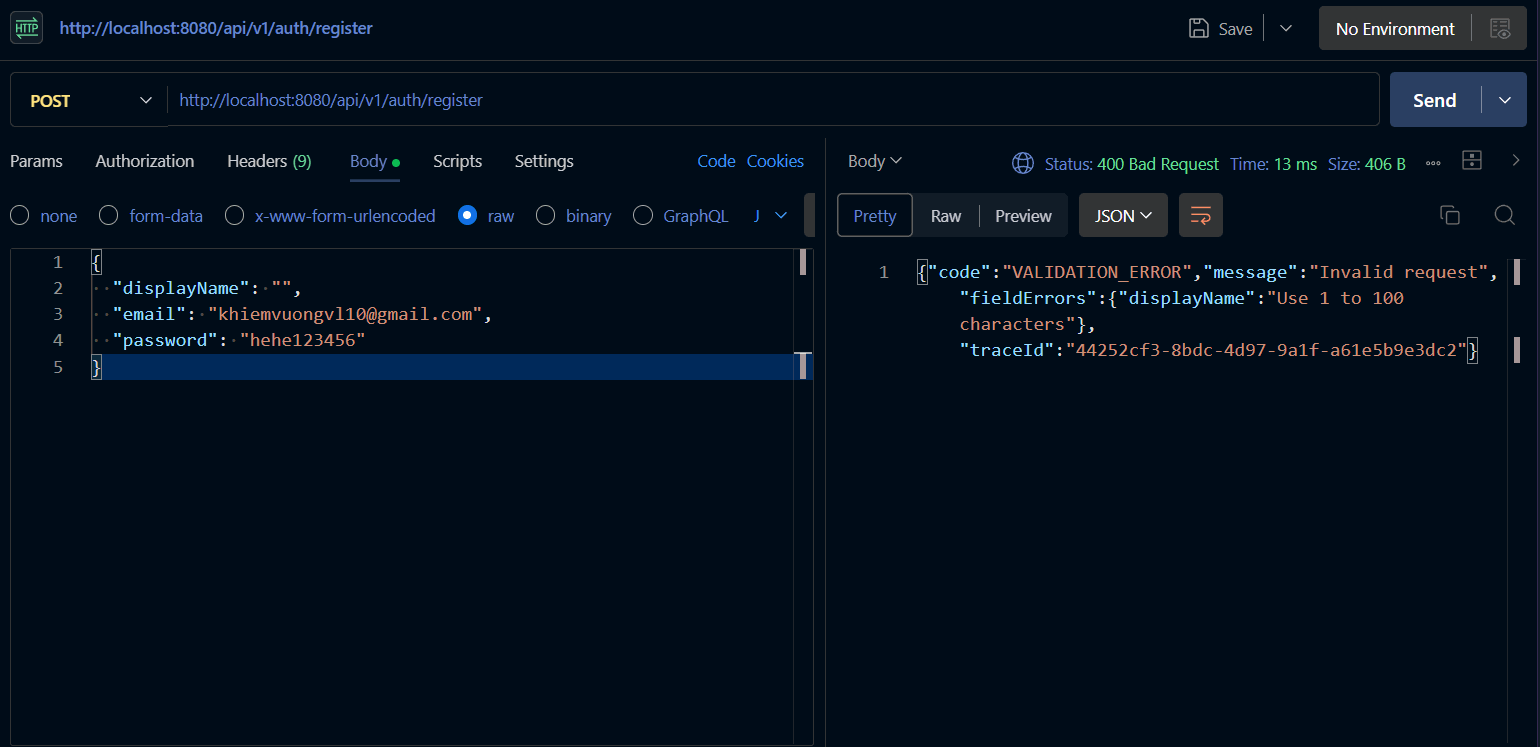 HTTP http://localhost:8080/api/v1/auth/register Save No Environment
POST http://localhost:8080/api/v1/auth/register Send
Params Authorization Headers (9) Body Scripts Settings Code Cookies
none form-data x-www-form-urlencoded raw binary GraphQL J
1 {
2 "displayName": "",
3 "email": "khiemvuongvl10@gmail.com",
4 "password": "hehe123456"
5 }
Body Status: 400 Bad Request Time: 13 ms Size: 406 B
Pretty Raw Preview JSON
1 {"code":"VALIDATION_ERROR","message":"Invalid request",
"fieldErrors":{"displayName":"Use 1 to 100
characters"},
"traceId":"44252cf3-8bdc-4d97-9a1f-a61e5b9e3dc2"}